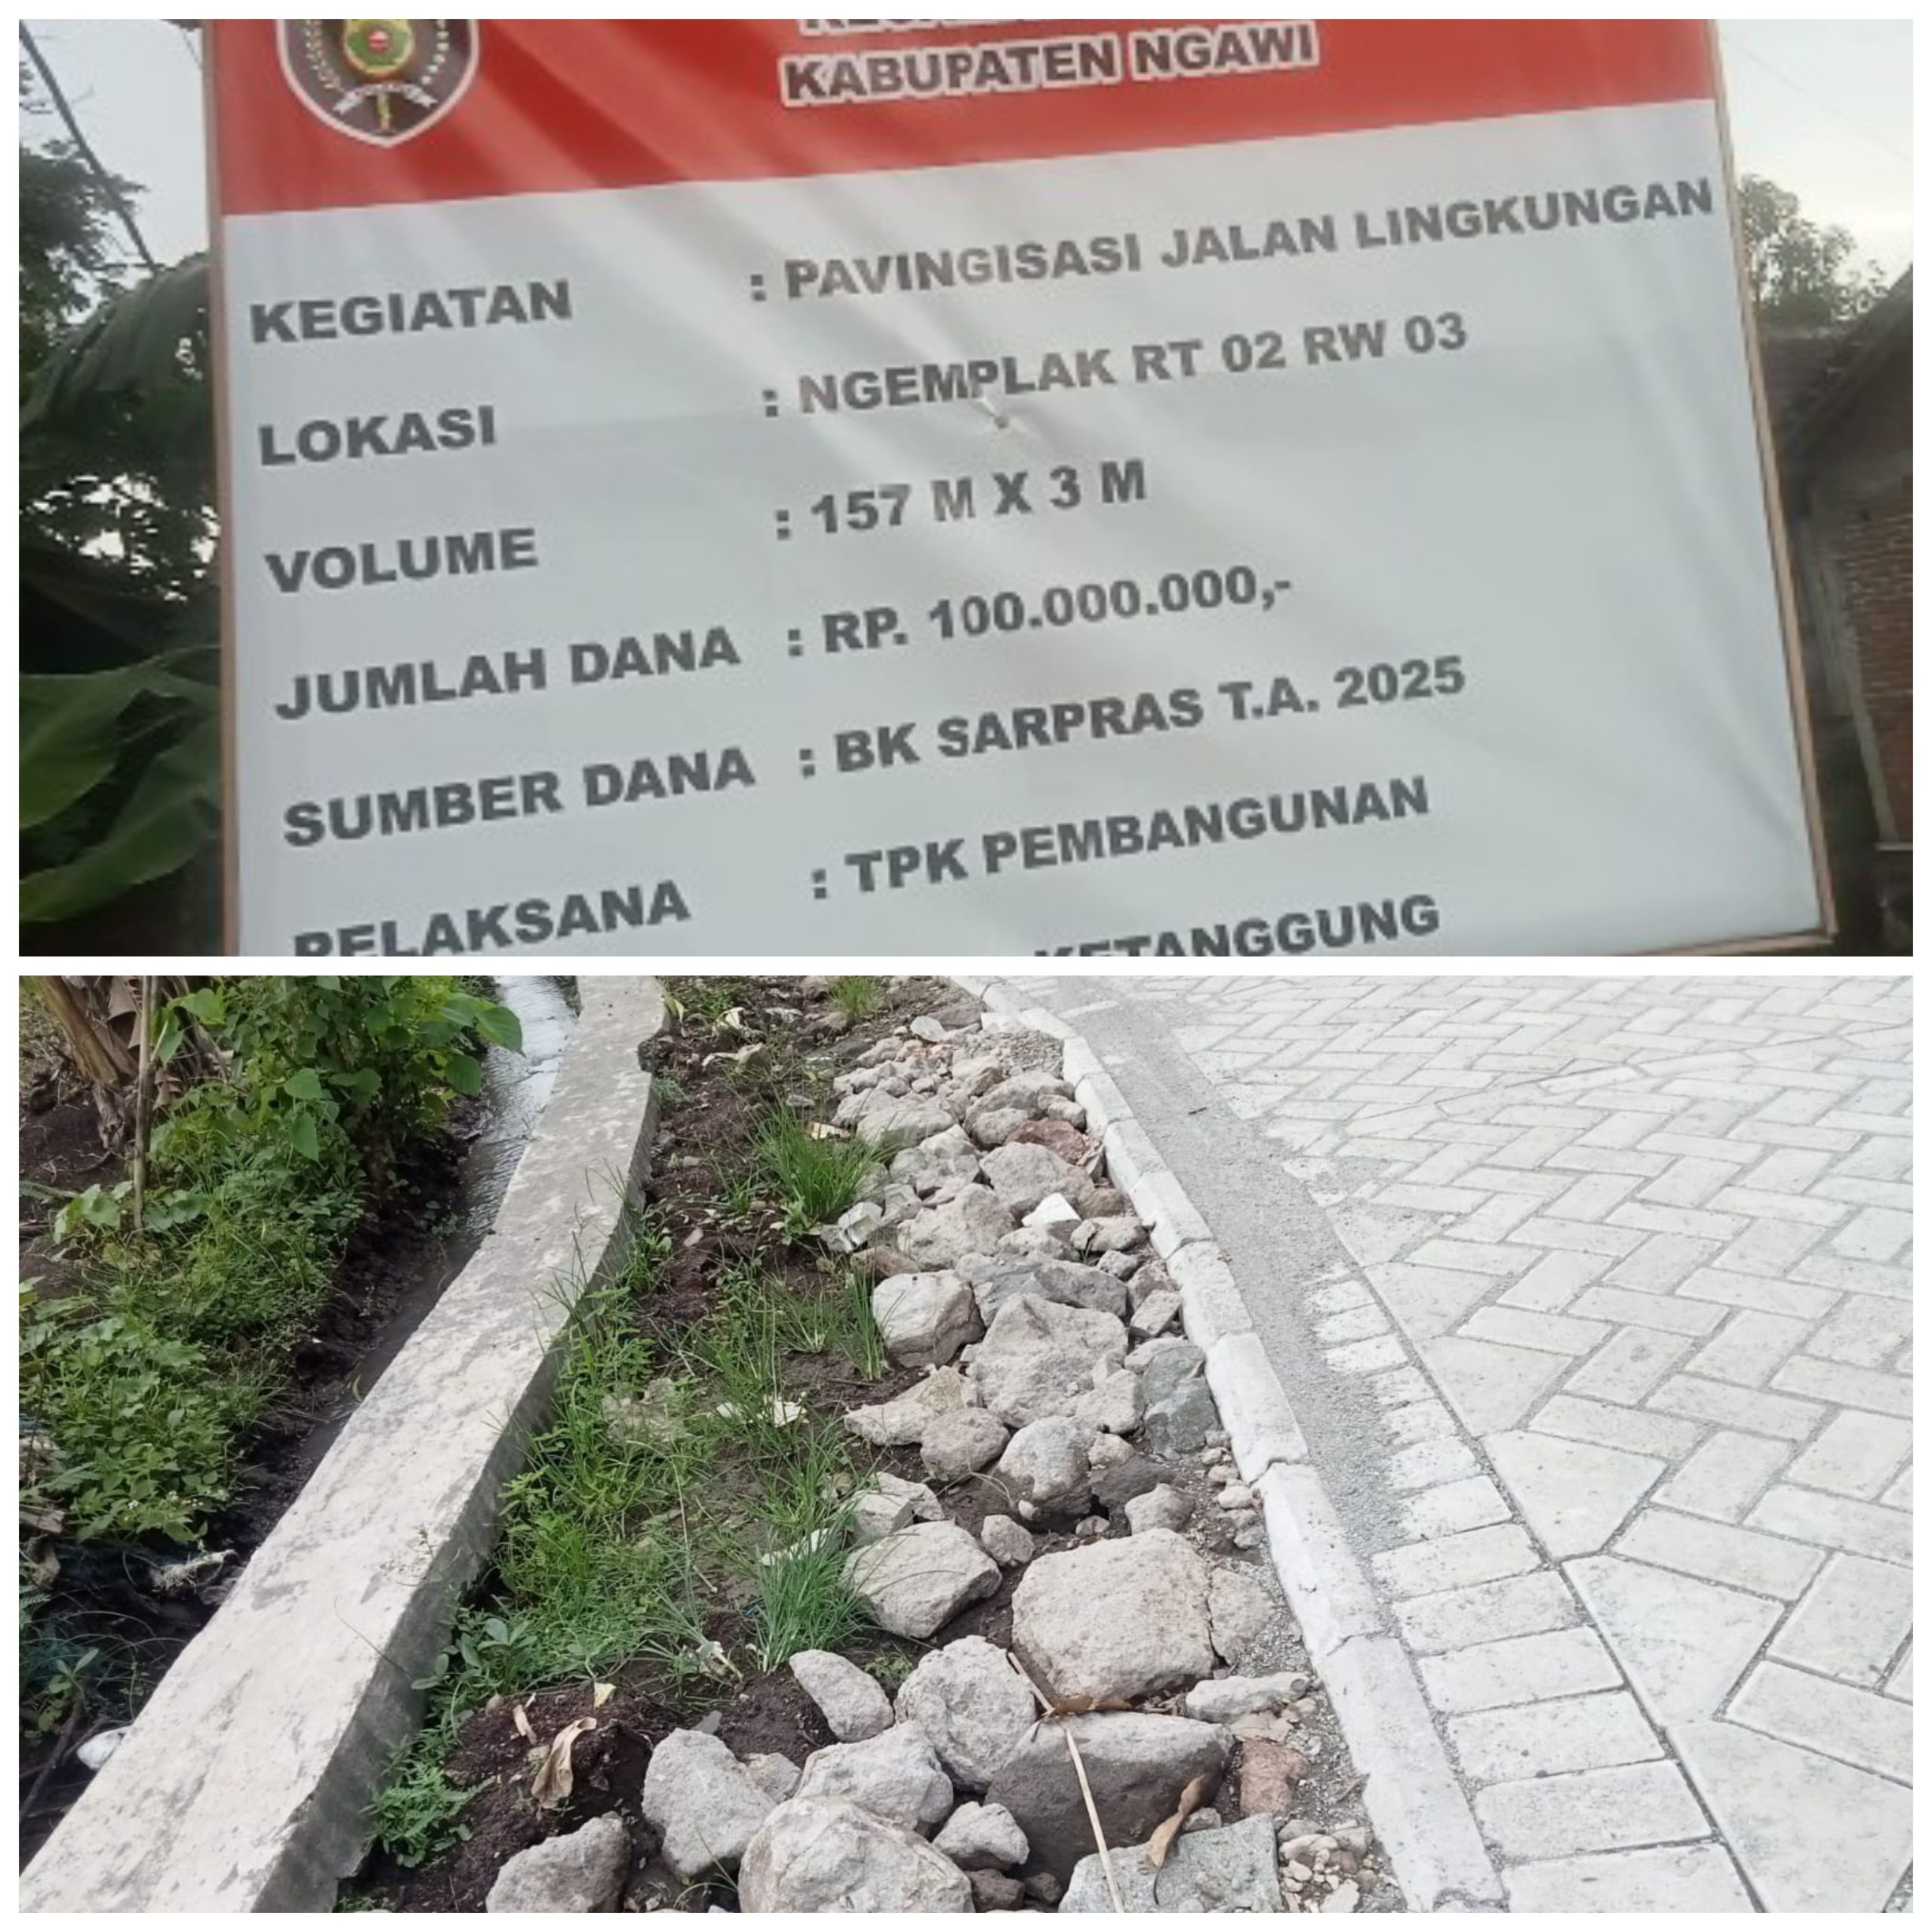 KABUPATEN NGAWI
KEGIATAN : PAVINGISASI JALAN LINGKUNGAN
LOKASI : NGEMPLAK RT 02 RW 03
VOLUME : 157 M X 3 M
JUMLAH DANA : RP. 100.000.000,-
SUMBER DANA : BK SARPRAS T.A. 2025
PELAKSANA : TPK PEMBANGUNAN
KETANGGUNG